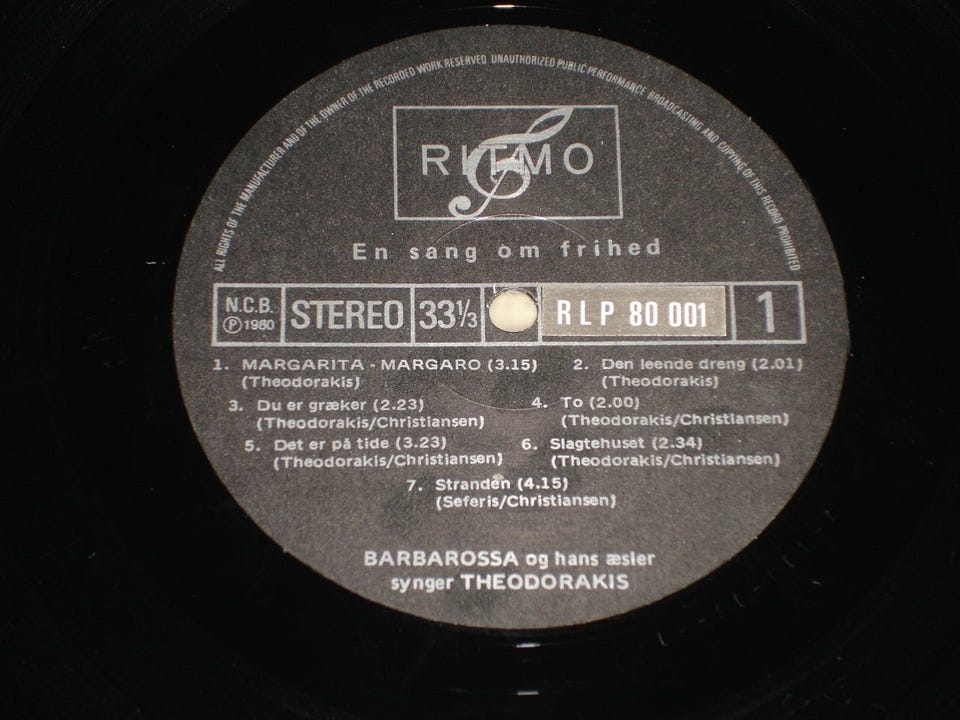 ALL RIGHTS OF THE MANUFACTURER AND OF THE OWNER OF THE RECORDED WORK RESERVED UNAUTHORIZED PUBLIC PERFORMANCE BROADCASTING AND COPYING OF THIS RECORD PROHIBITED
RITMO
En sang om frihed
N.C.B.
℗ 1980
STEREO 33⅓ RLP 80 001 1
1. MARGARITA - MARGARO (3.15) 2. Den leende dreng (2.01)
(Theodorakis) (Theodorakis)
3. Du er græker (2.23) 4. To (2.00)
(Theodorakis/Christiansen) (Theodorakis/Christiansen)
5. Det er på tide (3.23) 6. Slagtehuset (2.34)
(Theodorakis/Christiansen) (Theodorakis/Christiansen)
7. Stranden (4.15)
(Seferis/Christiansen)
BARBAROSSA og hans æsler
synger THEODORAKIS